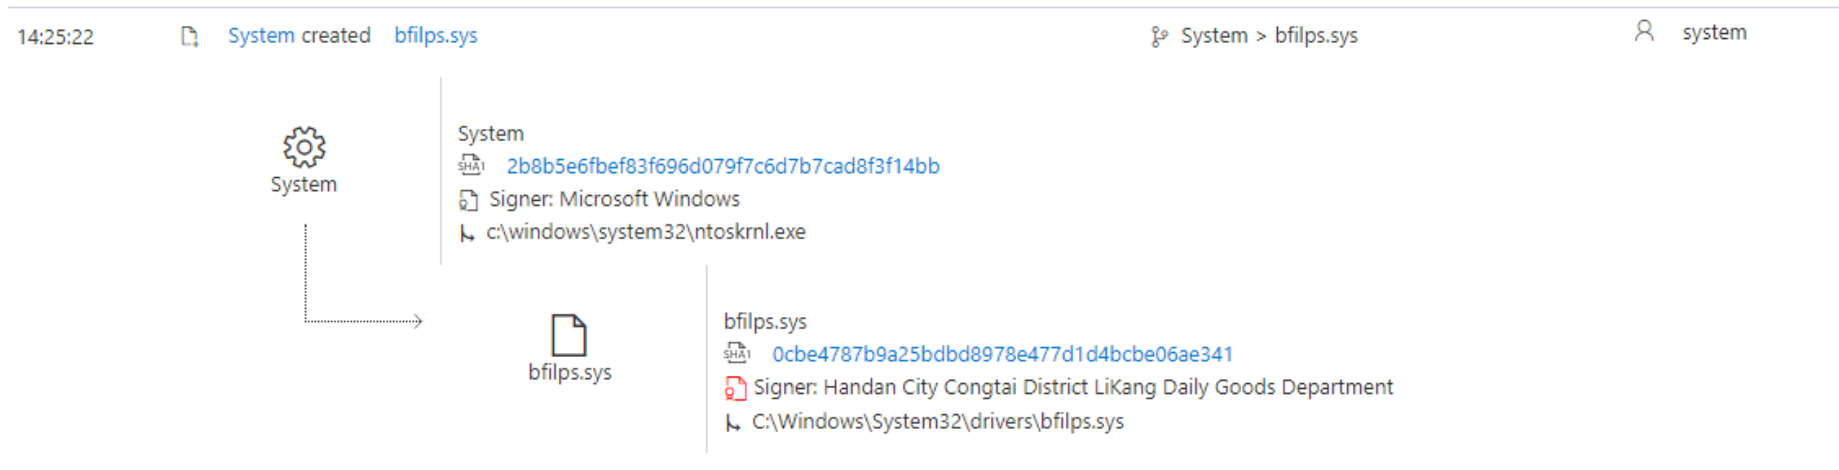 14:25:22 System created bfilps.sys System > bfilps.sys system
System
SHA1 2b8b5e6fbef83f696d079f7c6d7b7cad8f3f14bb
Signer: Microsoft Windows
c:\windows\system32\ntoskrnl.exe
System
bfilps.sys
SHA1 0cbe4787b9a25bdbd8978e477d1d4bcbe06ae341
Signer: Handan City Congtai District LiKang Daily Goods Department
C:\Windows\System32\drivers\bfilps.sys
bfilps.sys